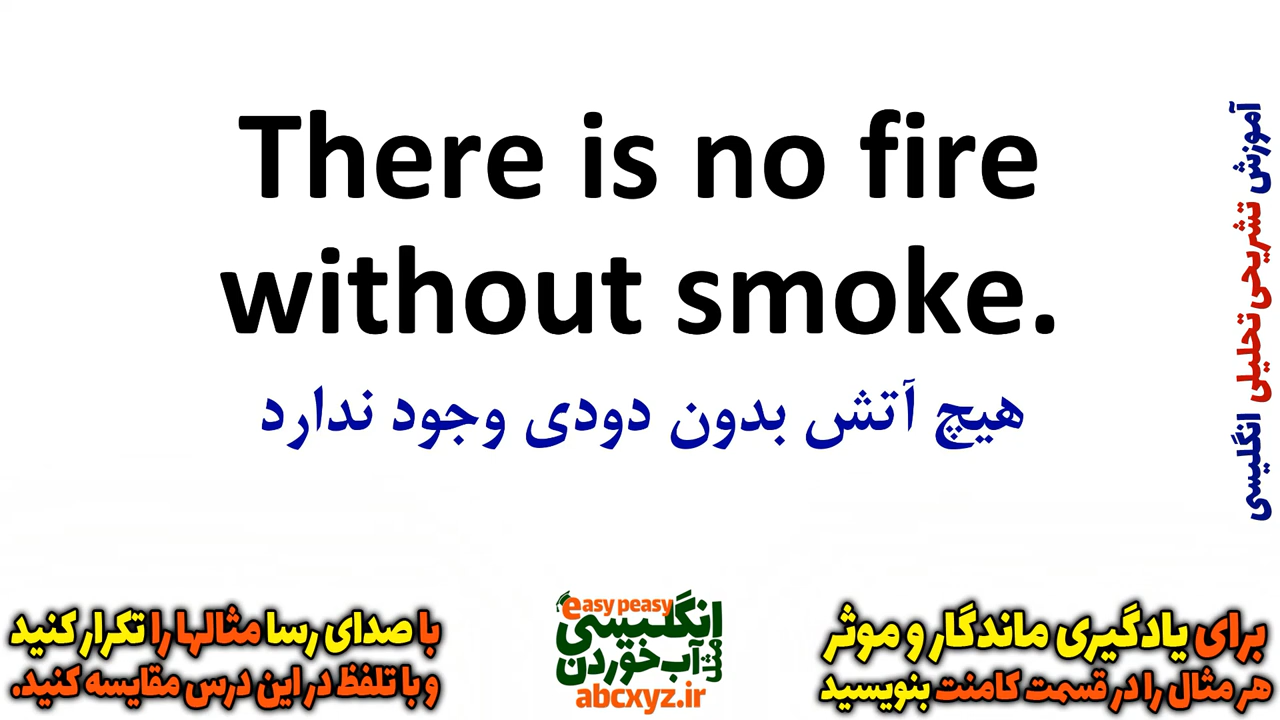 There is no fire
without smoke.
هیچ آتش بدون دودی وجود ندارد
آموزش تشریحی تحلیلی انگلیسی
برای یادگیری ماندگار و موثر
هر مثال را در قسمت کامنت بنویسید
easy peasy
انگلیسی
مثل آب خوردن
abcxyz.ir
با صدای رسا مثالها را تکرار کنید
و با تلفظ در این درس مقایسه کنید.